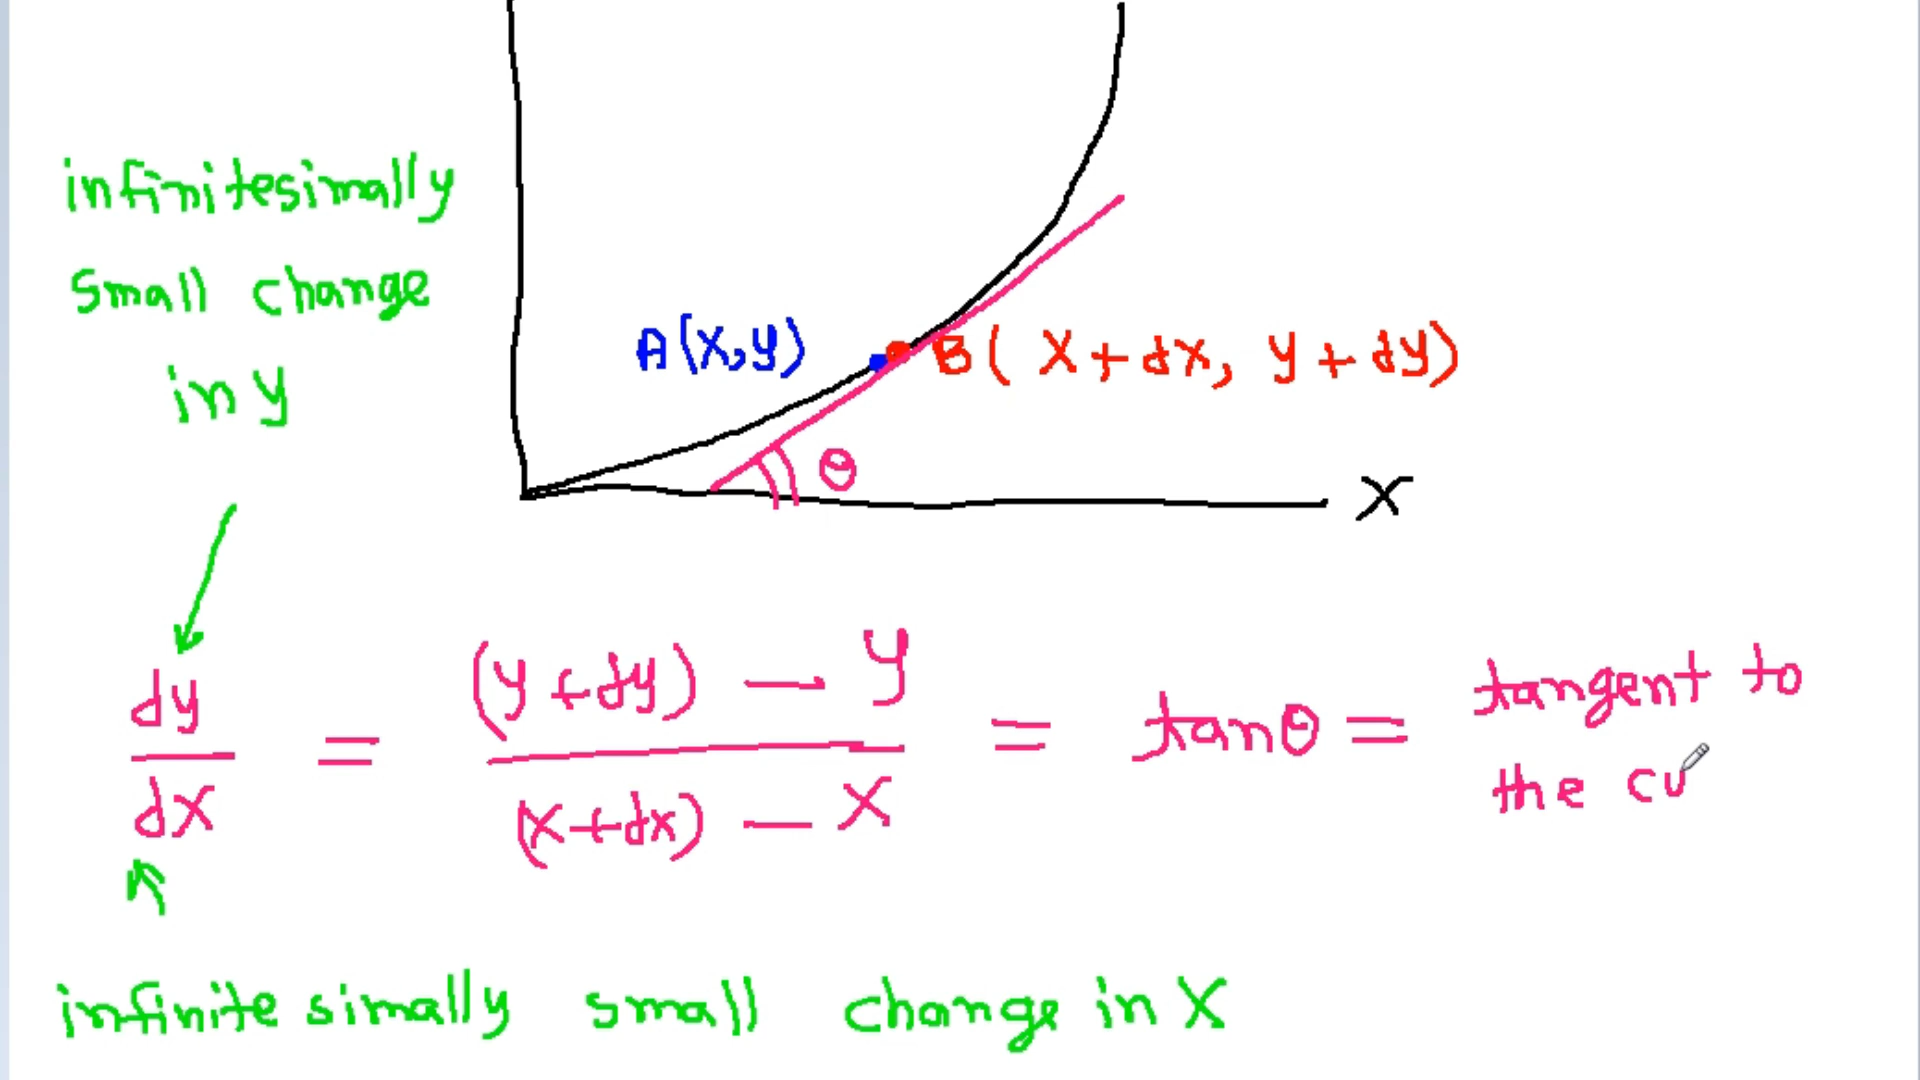 infinitesimally
small change
in y
A(x,y)
B( x+dx, y+dy)
θ
X
dy/dx = (y+dy) - y / (x+dx) - x = tanθ = tangent to
the cu
infinitesimally small change in X